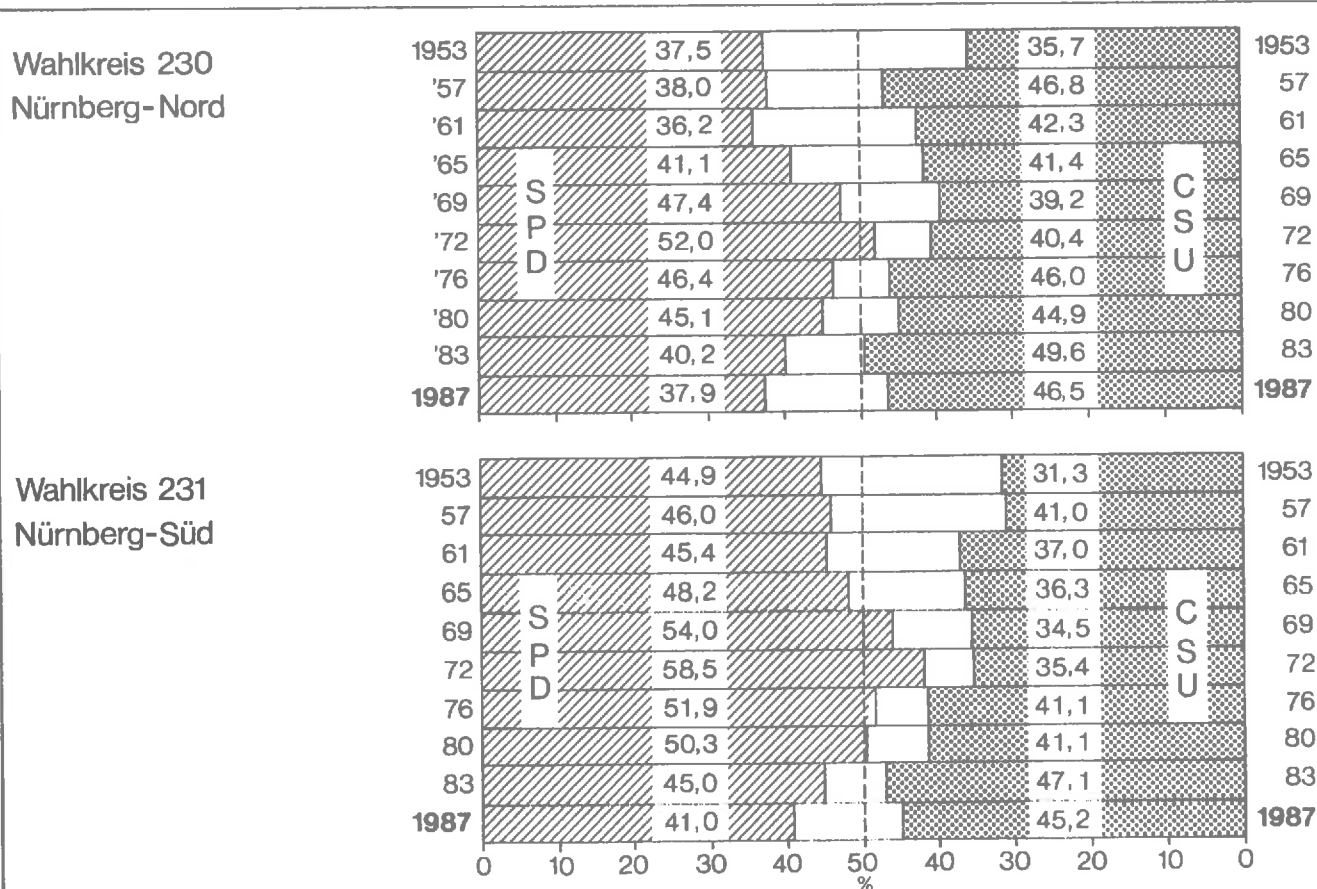 Wahlkreis 230
Nürnberg-Nord
1953 37,5 35,7 1953
'57 38,0 46,8 57
'61 36,2 42,3 61
'65 41,1 41,4 65
'69 47,4 39,2 69
'72 52,0 40,4 72
'76 46,4 46,0 76
'80 45,1 44,9 80
'83 40,2 49,6 83
1987 37,9 46,5 1987
SPD
CSU
Wahlkreis 231
Nürnberg-Süd
1953 44,9 31,3 1953
57 46,0 41,0 57
61 45,4 37,0 61
65 48,2 36,3 65
69 54,0 34,5 69
72 58,5 35,4 72
76 51,9 41,1 76
80 50,3 41,1 80
83 45,0 47,1 83
1987 41,0 45,2 1987
SPD
CSU
0 10 20 30 40 50 40 30 20 10 0
%